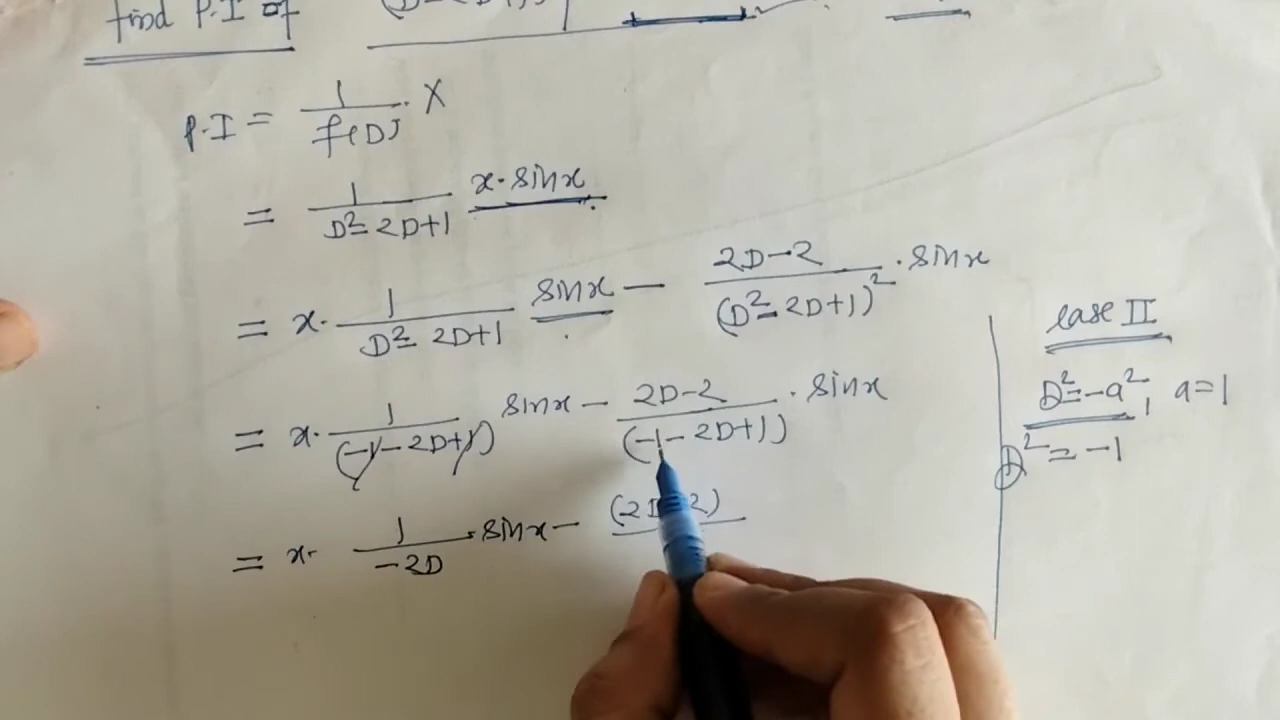 find P.I of
P.I = 1/f(D) · X
= 1/(D²-2D+1) x·sinx
= x· 1/(D²-2D+1) sinx - (2D-2)/(D²-2D+1)² · sinx
= x· 1/(-1-2D+1) sinx - (2D-2)/(-1-2D+1) · sinx
= x· 1/(-2D) · sinx - (2D-2)
Case II
D²=-a², a=1
D² = -1